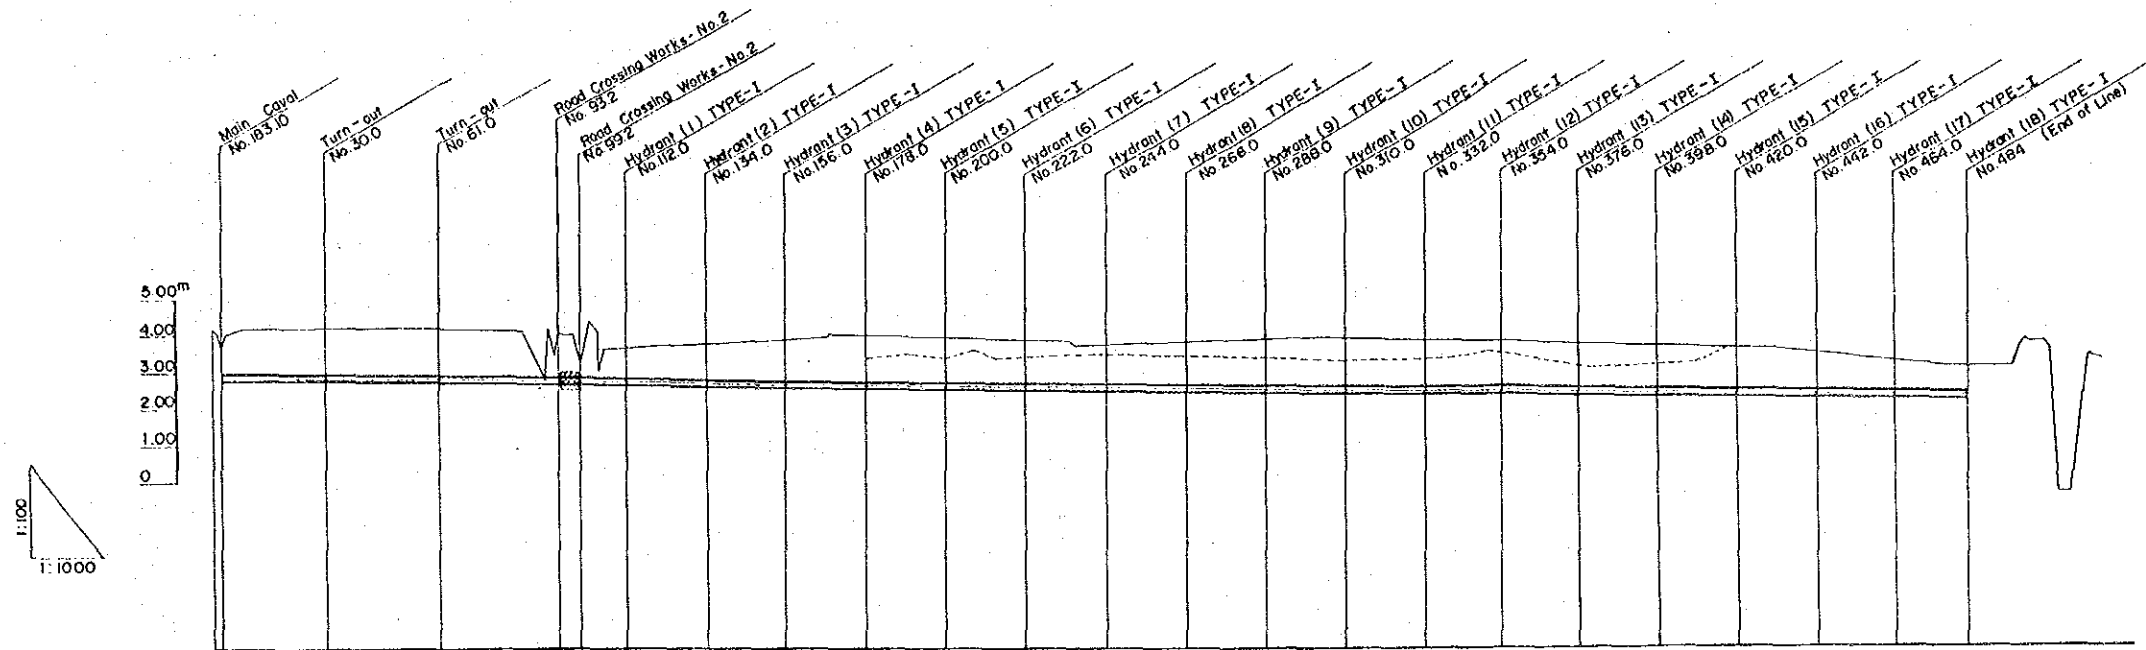 Main Caval
No.183.10
Turn-out
No.30.0
Turn-out
No.61.0
Road Crossing Works-No.2
No. 93.2
Road Crossing Works-No.2
No.99.2
Hydrant (1) TYPE-I
No.112.0
Hydrant (2) TYPE-I
No.134.0
Hydrant (3) TYPE-I
No.156.0
Hydrant (4) TYPE-I
No.178.0
Hydrant (5) TYPE-I
No.200.0
Hydrant (6) TYPE-I
No.222.0
Hydrant (7) TYPE-I
No.244.0
Hydrant (8) TYPE-I
No.266.0
Hydrant (9) TYPE-I
No.288.0
Hydrant (10) TYPE-I
No.310.0
Hydrant (11) TYPE-I
No.332.0
Hydrant (12) TYPE-I
No.354.0
Hydrant (13) TYPE-I
No.376.0
Hydrant (14) TYPE-I
No.398.0
Hydrant (15) TYPE-I
No.420.0
Hydrant (16) TYPE-I
No.442.0
Hydrant (17) TYPE-I
No.464.0
Hydrant (18) TYPE-I
No.484 (End of Line)
5.00m
4.00
3.00
2.00
1.00
0
1:100
1:1000